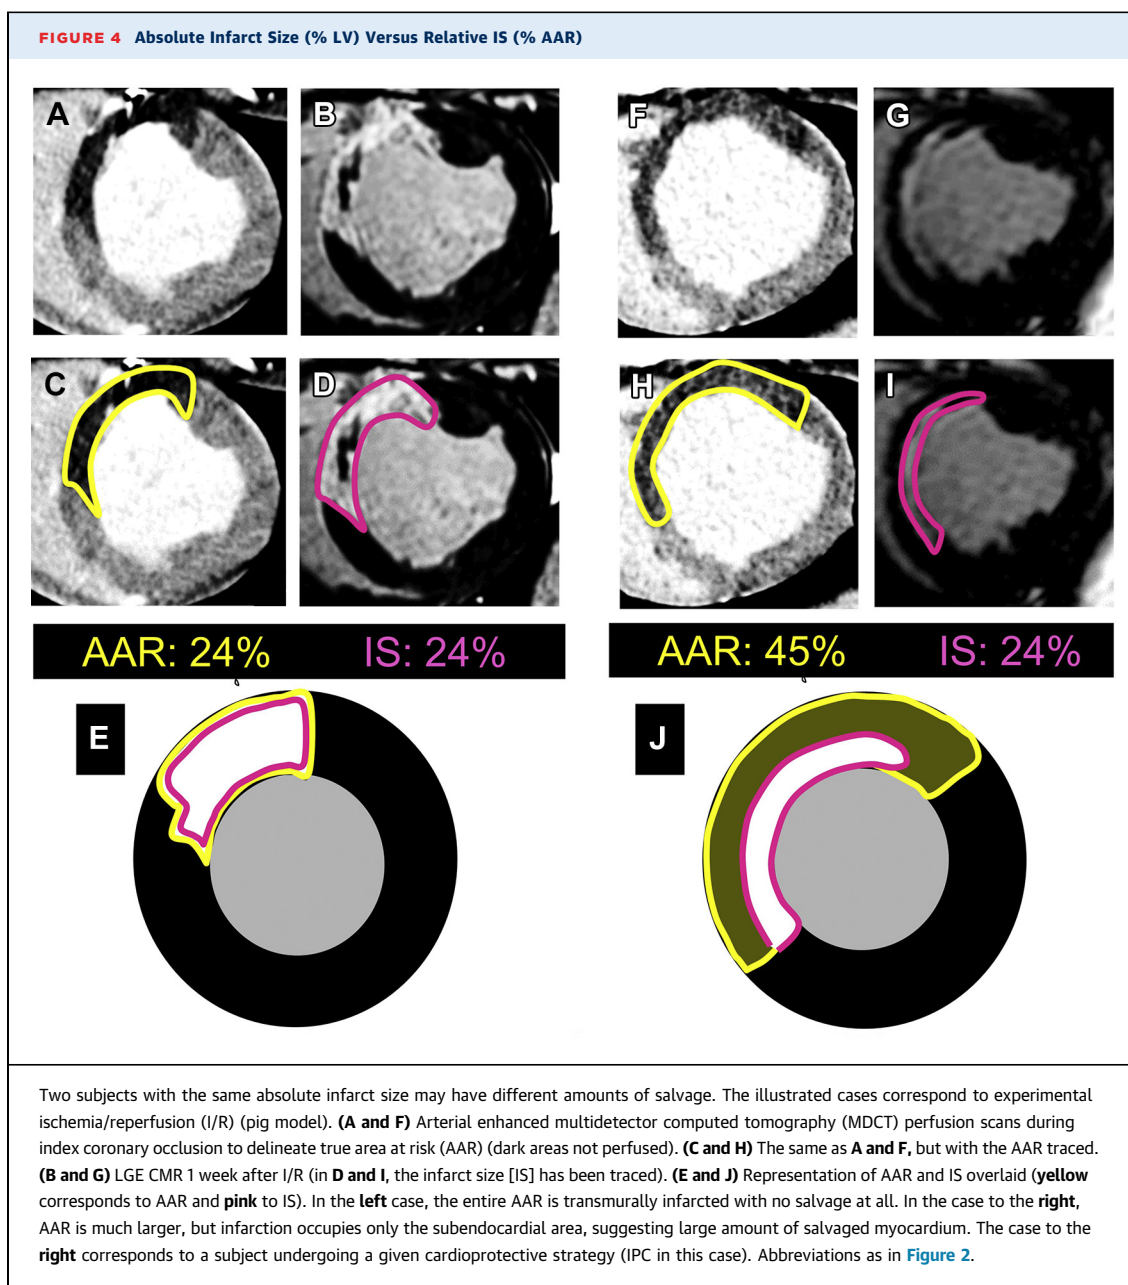 FIGURE 4 Absolute Infarct Size (% LV) Versus Relative IS (% AAR)
A
B
F
G
C
D
H
I
AAR: 24% IS: 24%
AAR: 45% IS: 24%
E
J
Two subjects with the same absolute infarct size may have different amounts of salvage. The illustrated cases correspond to experimental
ischemia/reperfusion (I/R) (pig model). (A and F) Arterial enhanced multidetector computed tomography (MDCT) perfusion scans during
index coronary occlusion to delineate true area at risk (AAR) (dark areas not perfused). (C and H) The same as A and F, but with the AAR traced.
(B and G) LGE CMR 1 week after I/R (in D and I, the infarct size [IS] has been traced). (E and J) Representation of AAR and IS overlaid (yellow
corresponds to AAR and pink to IS). In the left case, the entire AAR is transmurally infarcted with no salvage at all. In the case to the right,
AAR is much larger, but infarction occupies only the subendocardial area, suggesting large amount of salvaged myocardium. The case to the
right corresponds to a subject undergoing a given cardioprotective strategy (IPC in this case). Abbreviations as in Figure 2.